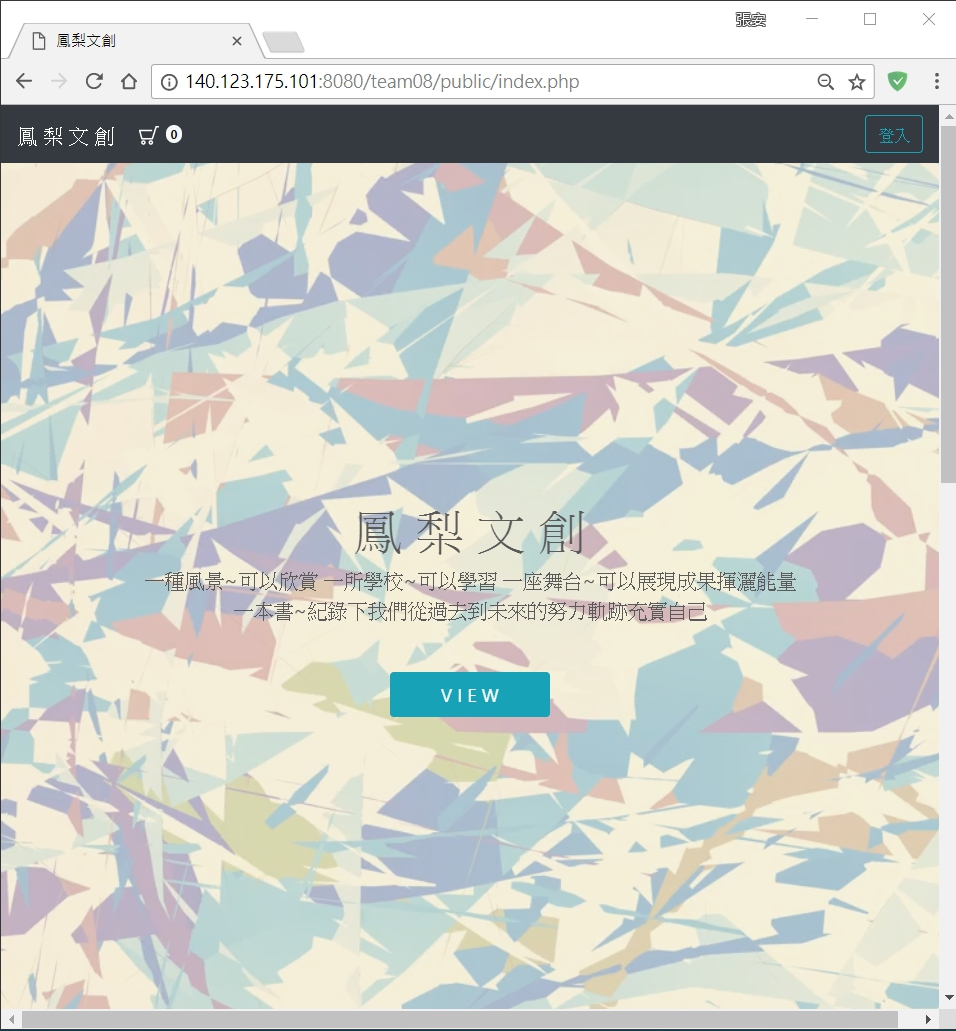 張安
鳳梨文創
140.123.175.101:8080/team08/public/index.php
鳳 梨 文 創 0
登入
鳳 梨 文 創
一種風景~可以欣賞 一所學校~可以學習 一座舞台~可以展現成果揮灑能量
一本書~紀錄下我們從過去到未來的努力軌跡充實自己
VIEW